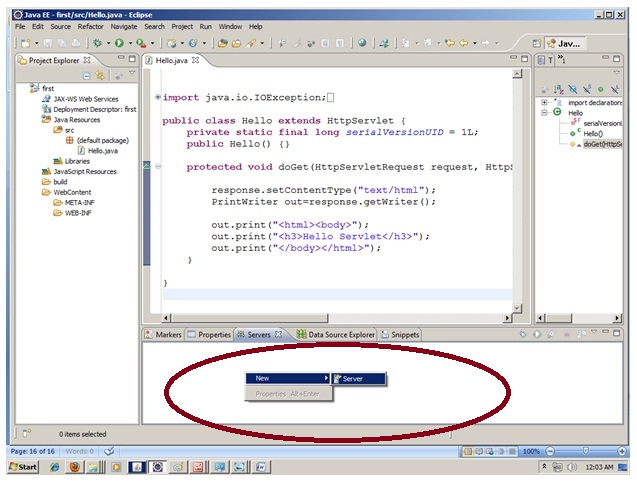 Java EE - first/src/Hello.java - Eclipse
File Edit Source Refactor Navigate Search Project Run Window Help
Jav...
Project Explorer
Hello.java
first
JAX-WS Web Services
Deployment Descriptor: first
Java Resources
src
(default package)
Hello.java
Libraries
JavaScript Resources
build
WebContent
META-INF
WEB-INF
import java.io.IOException;
public class Hello extends HttpServlet {
private static final long serialVersionUID = 1L;
public Hello() {}
protected void doGet(HttpServletRequest request, HttpS
response.setContentType("text/html");
PrintWriter out=response.getWriter();
out.print("<html><body>");
out.print("<h3>Hello Servlet</h3>");
out.print("</body></html>");
}
}
import declarations
Hello
serialVersionU
Hello()
doGet(HttpSe
Markers Properties Servers Data Source Explorer Snippets
New
Server
Properties Alt+Enter
0 items selected
Page: 16 of 16 Words: 0 100%
Start 12:03 AM